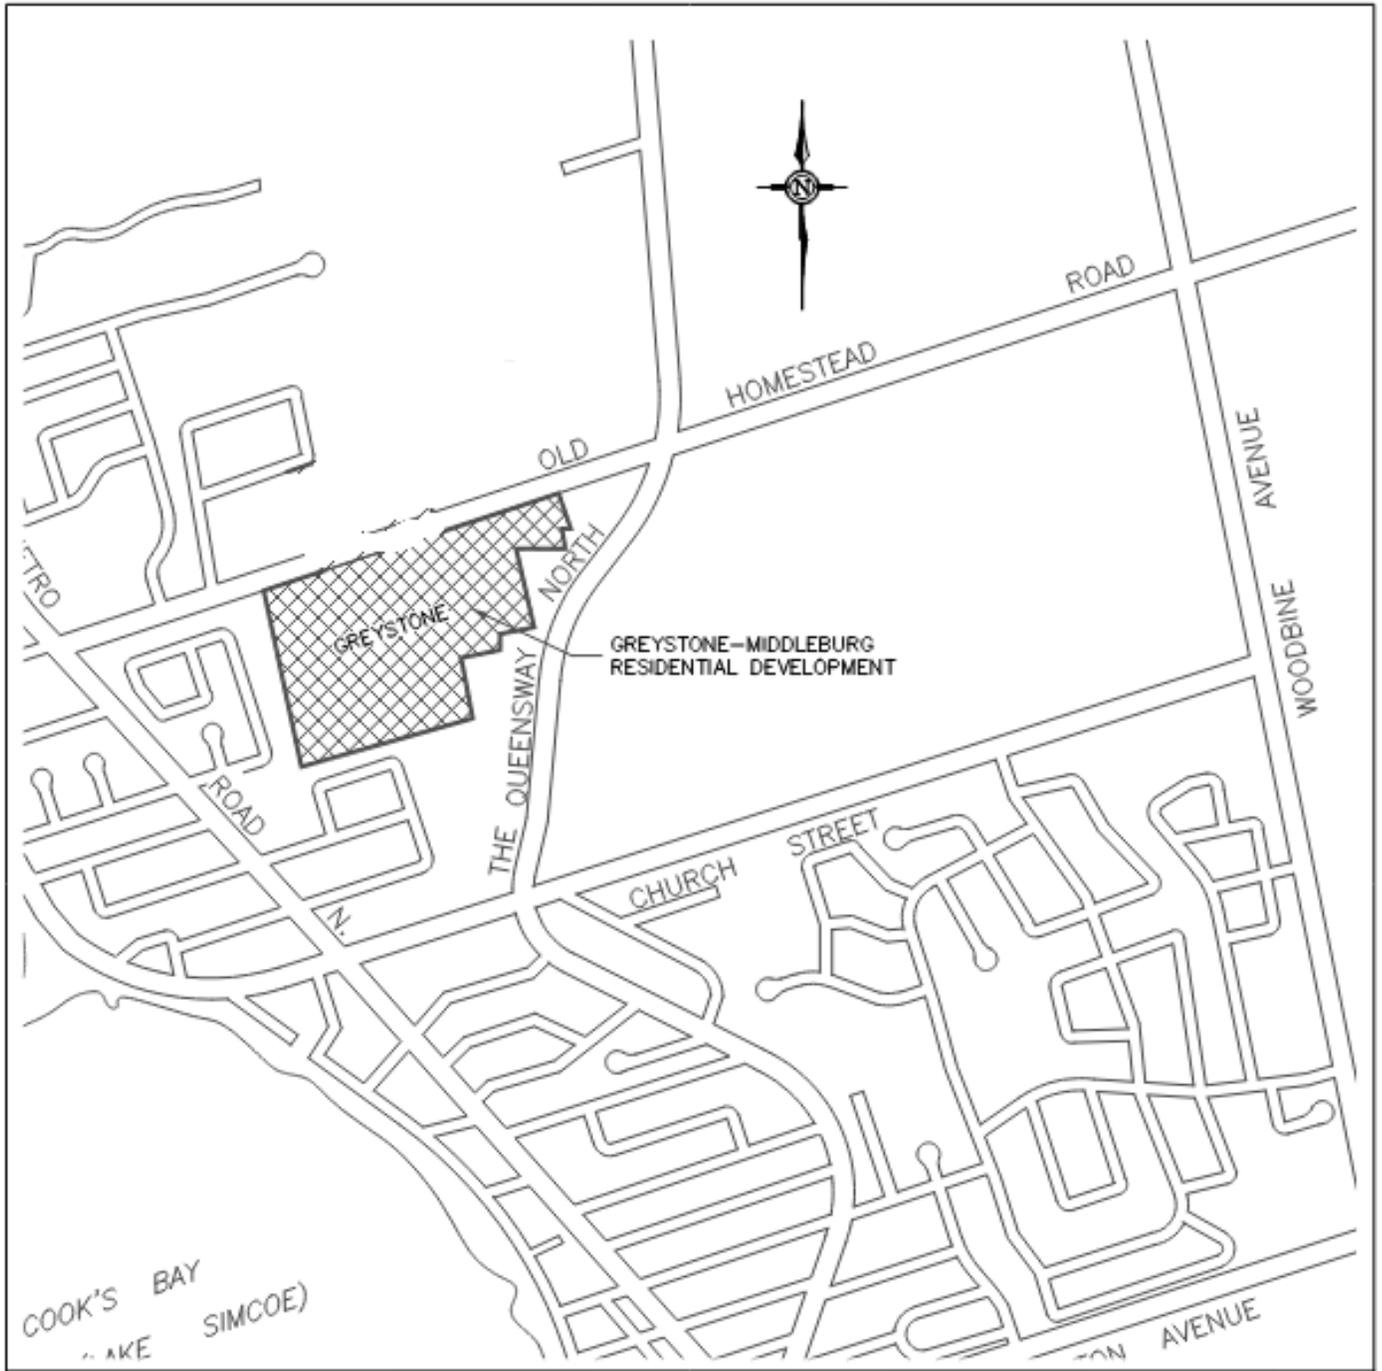 N
ROAD
HOMESTEAD
OLD
AVENUE
WOODBINE
NORTH
GREYSTONE
GREYSTONE-MIDDLEBURG
RESIDENTIAL DEVELOPMENT
THE QUEENSWAY
ROAD
N.
STREET
CHURCH
COOK'S BAY
SIMCOE)
AVENUE